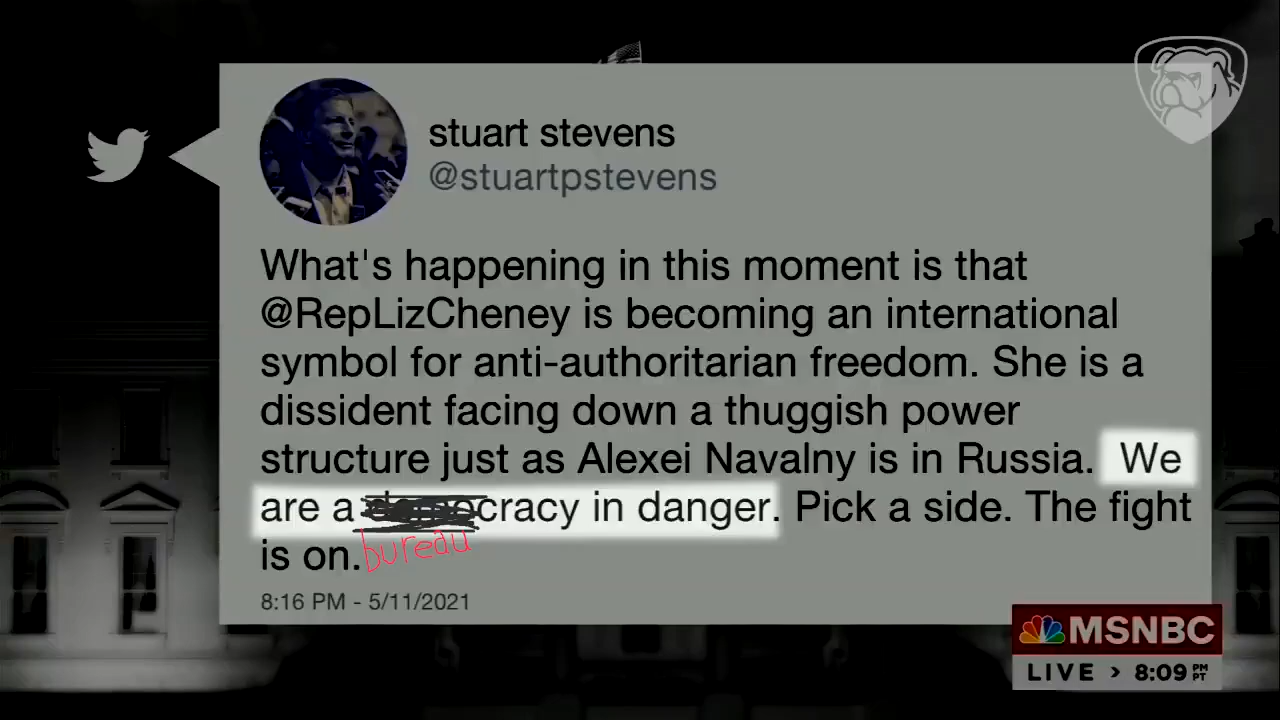 stuart stevens
@stuartpstevens
What's happening in this moment is that
@RepLizCheney is becoming an international
symbol for anti-authoritarian freedom. She is a
dissident facing down a thuggish power
structure just as Alexei Navalny is in Russia. We
are a democracy in danger. Pick a side. The fight
is on.
bureau
8:16 PM - 5/11/2021
MSNBC
LIVE > 8:09 PM PT